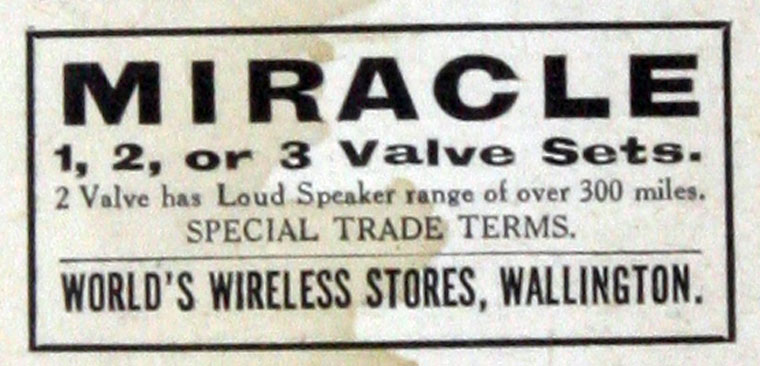 MIRACLE
1, 2, or 3 Valve Sets.
2 Valve has Loud Speaker range of over 300 miles.
SPECIAL TRADE TERMS.
WORLD'S WIRELESS STORES, WALLINGTON.